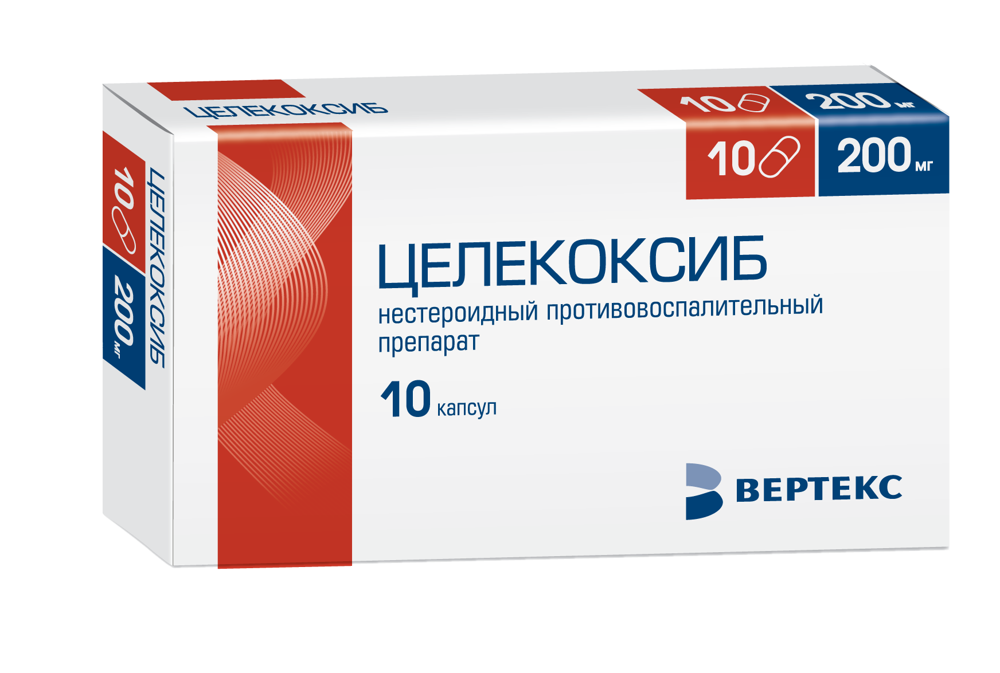 ЦЕЛЕКОКСИБ
10
200 мг
10
200 мг
ЦЕЛЕКОКСИБ
нестероидный противовоспалительный
препарат
10 капсул
ВЕРТЕКС
ЦЕЛЕКОКСИБ
10
200 мг